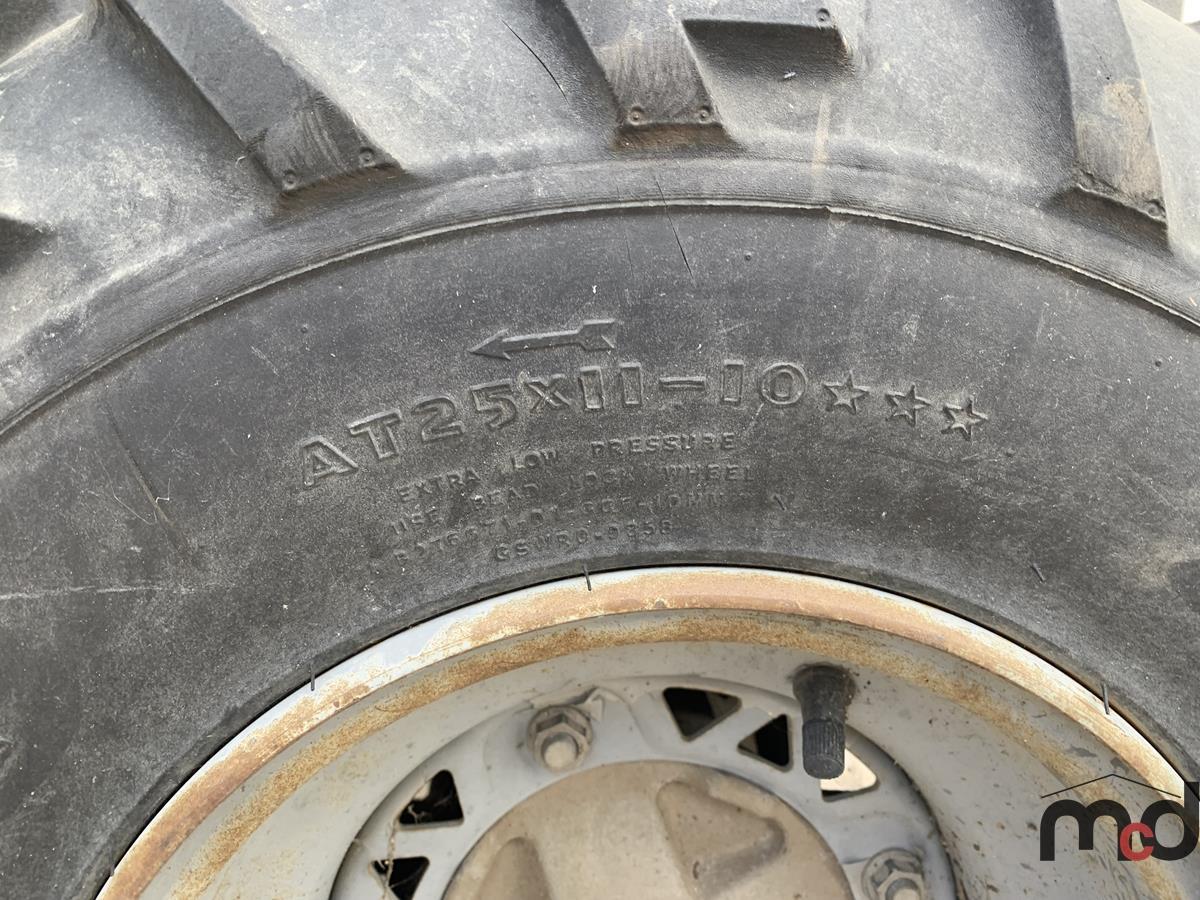 AT25x11-10☆☆☆
EXTRA LOW PRESSURE
USE BEAD LOCK WHEEL
mcd